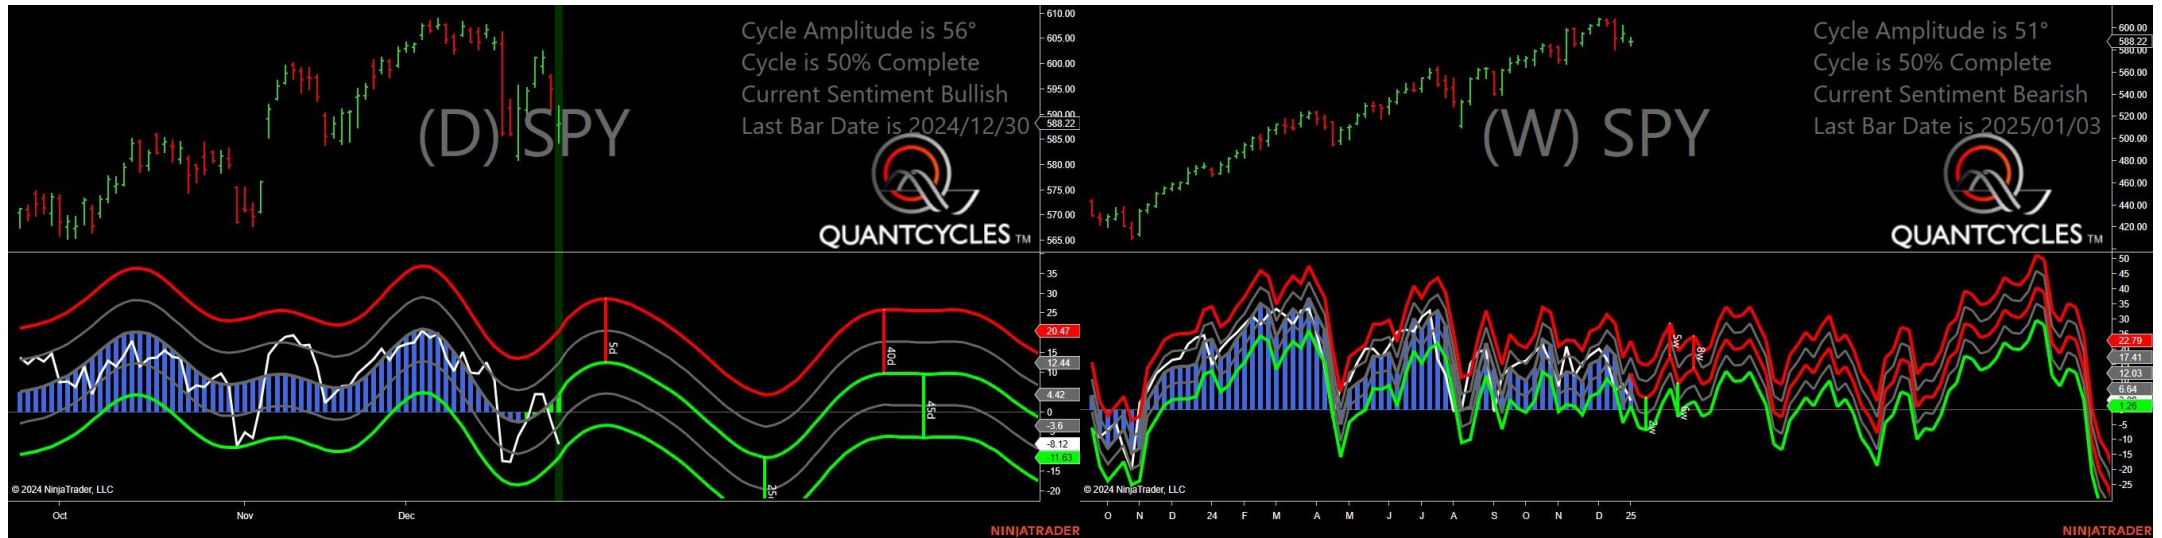 Cycle Amplitude is 56°
Cycle is 50% Complete
Current Sentiment Bullish
Last Bar Date is 2024/12/30
(D) SPY
QUANTCYCLES TM
610.00
605.00
600.00
595.00
590.00
588.22
585.00
580.00
575.00
570.00
565.00
35
30
25
20.47
15
12.44
10
4.42
0
-3.6
-8.12
-11.63
-15
-20
5d
40d
45d
© 2024 NinjaTrader, LLC
Oct Nov Dec
NINJATRADER
Cycle Amplitude is 51°
Cycle is 50% Complete
Current Sentiment Bearish
Last Bar Date is 2025/01/03
(W) SPY
QUANTCYCLES TM
600.00
588.22
580.00
560.00
540.00
520.00
500.00
480.00
460.00
440.00
420.00
50
45
40
35
30
22.79
17.41
12.03
6.64
1.26
-5
-10
-15
-20
-25
2w
5w
6w
8w
© 2024 NinjaTrader, LLC
O N D 24 F M A M J J A S O N D 25
NINJATRADER